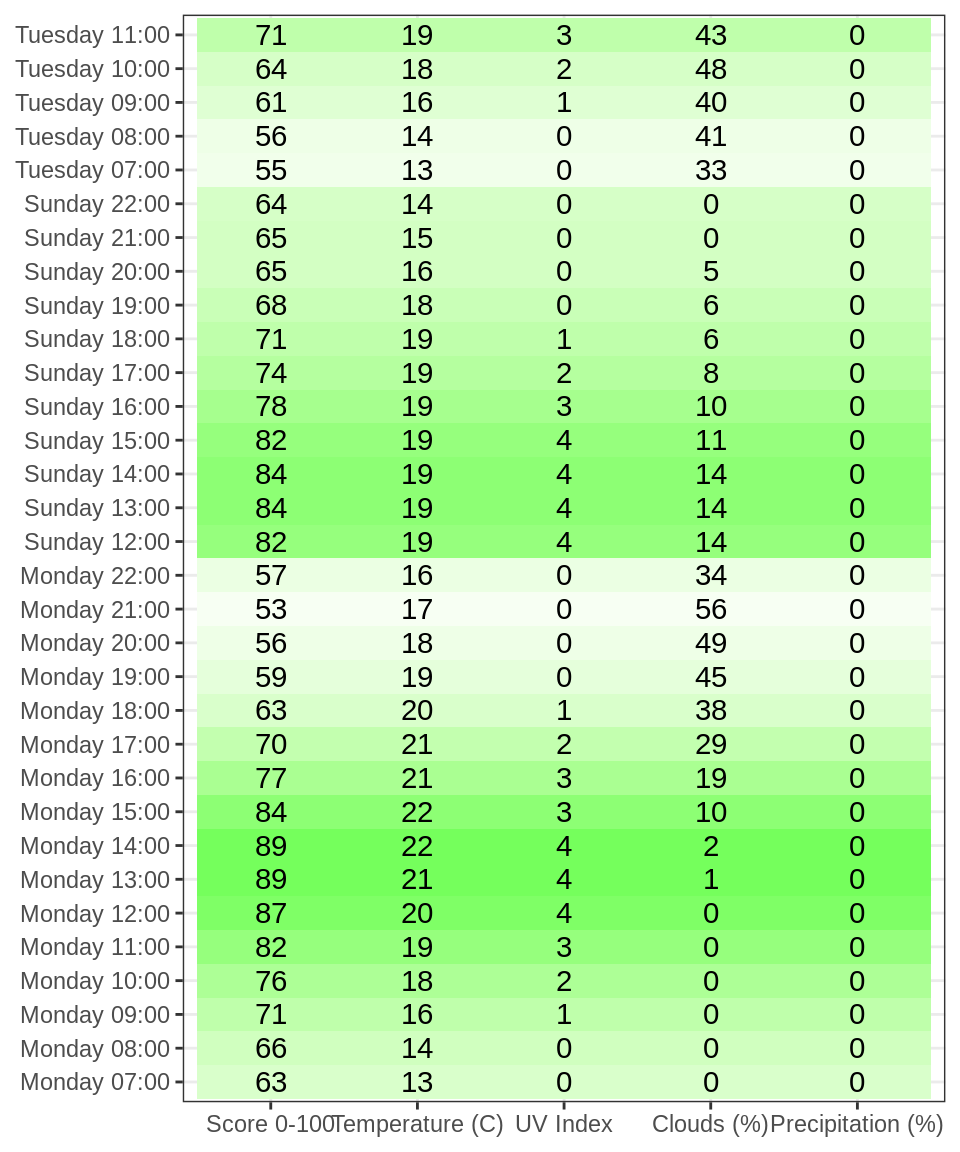 Tuesday 11:00 71 19 3 43 0
Tuesday 10:00 64 18 2 48 0
Tuesday 09:00 61 16 1 40 0
Tuesday 08:00 56 14 0 41 0
Tuesday 07:00 55 13 0 33 0
Sunday 22:00 64 14 0 0 0
Sunday 21:00 65 15 0 0 0
Sunday 20:00 65 16 0 5 0
Sunday 19:00 68 18 0 6 0
Sunday 18:00 71 19 1 6 0
Sunday 17:00 74 19 2 8 0
Sunday 16:00 78 19 3 10 0
Sunday 15:00 82 19 4 11 0
Sunday 14:00 84 19 4 14 0
Sunday 13:00 84 19 4 14 0
Sunday 12:00 82 19 4 14 0
Monday 22:00 57 16 0 34 0
Monday 21:00 53 17 0 56 0
Monday 20:00 56 18 0 49 0
Monday 19:00 59 19 0 45 0
Monday 18:00 63 20 1 38 0
Monday 17:00 70 21 2 29 0
Monday 16:00 77 21 3 19 0
Monday 15:00 84 22 3 10 0
Monday 14:00 89 22 4 2 0
Monday 13:00 89 21 4 1 0
Monday 12:00 87 20 4 0 0
Monday 11:00 82 19 3 0 0
Monday 10:00 76 18 2 0 0
Monday 09:00 71 16 1 0 0
Monday 08:00 66 14 0 0 0
Monday 07:00 63 13 0 0 0
Score 0-100 Temperature (C) UV Index Clouds (%) Precipitation (%)